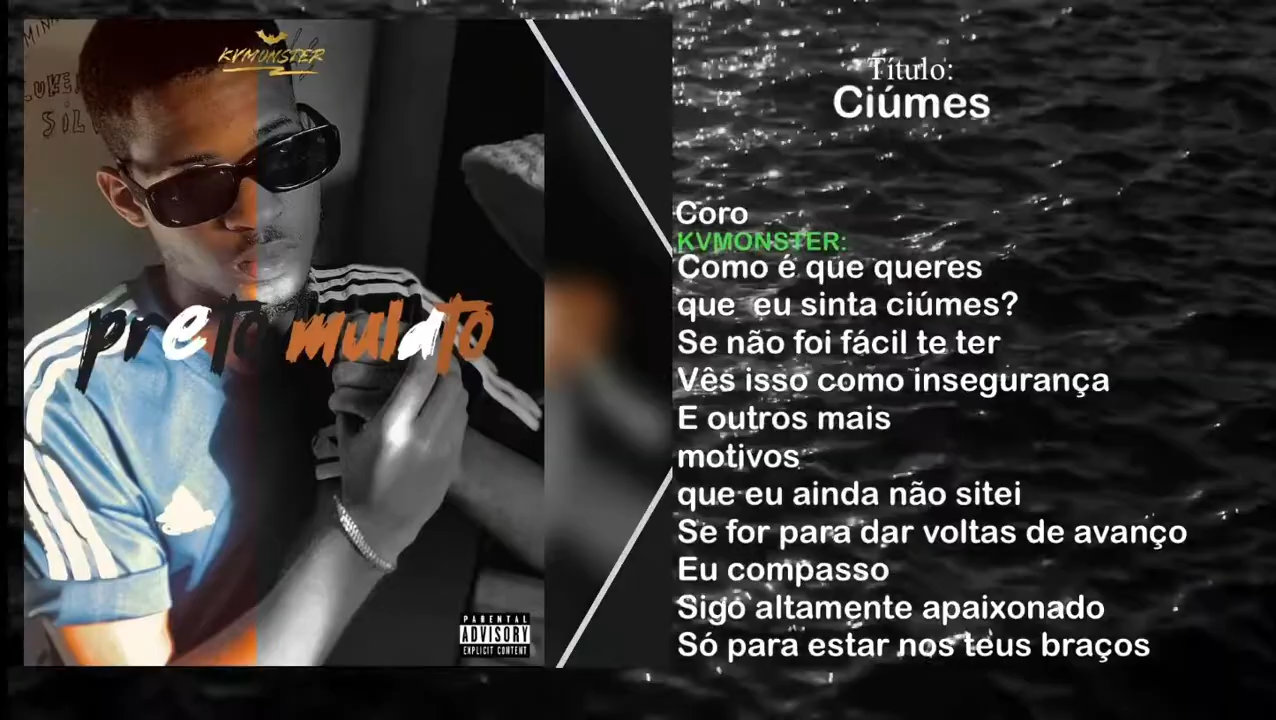 KVMONSTER
SIL
preto mulato
PARENTAL
ADVISORY
EXPLICIT CONTENT
Título:
Ciúmes
Coro
KVMONSTER:
Como é que queres
que eu sinta ciúmes?
Se não foi fácil te ter
Vês isso como insegurança
E outros mais
motivos
que eu ainda não sitei
Se for para dar voltas de avanço
Eu compasso
Sigo altamente apaixonado
Só para estar nos teus braços